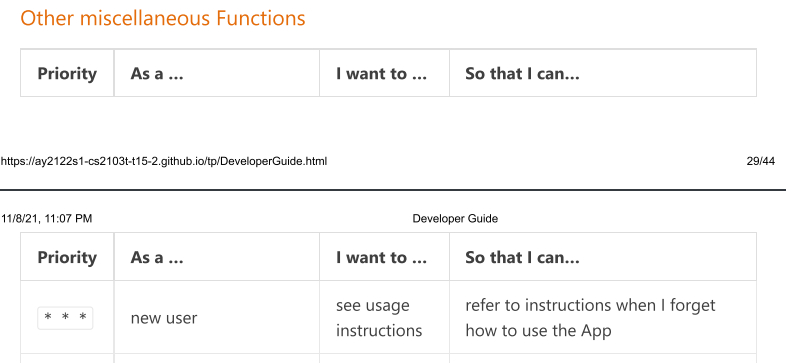 Other miscellaneous Functions
Priority As a ... I want to ... So that I can...
https://ay2122s1-cs2103t-t15-2.github.io/tp/DeveloperGuide.html 29/44
11/8/21, 11:07 PM Developer Guide
Priority As a ... I want to ... So that I can...
* * * new user see usage instructions refer to instructions when I forget how to use the App